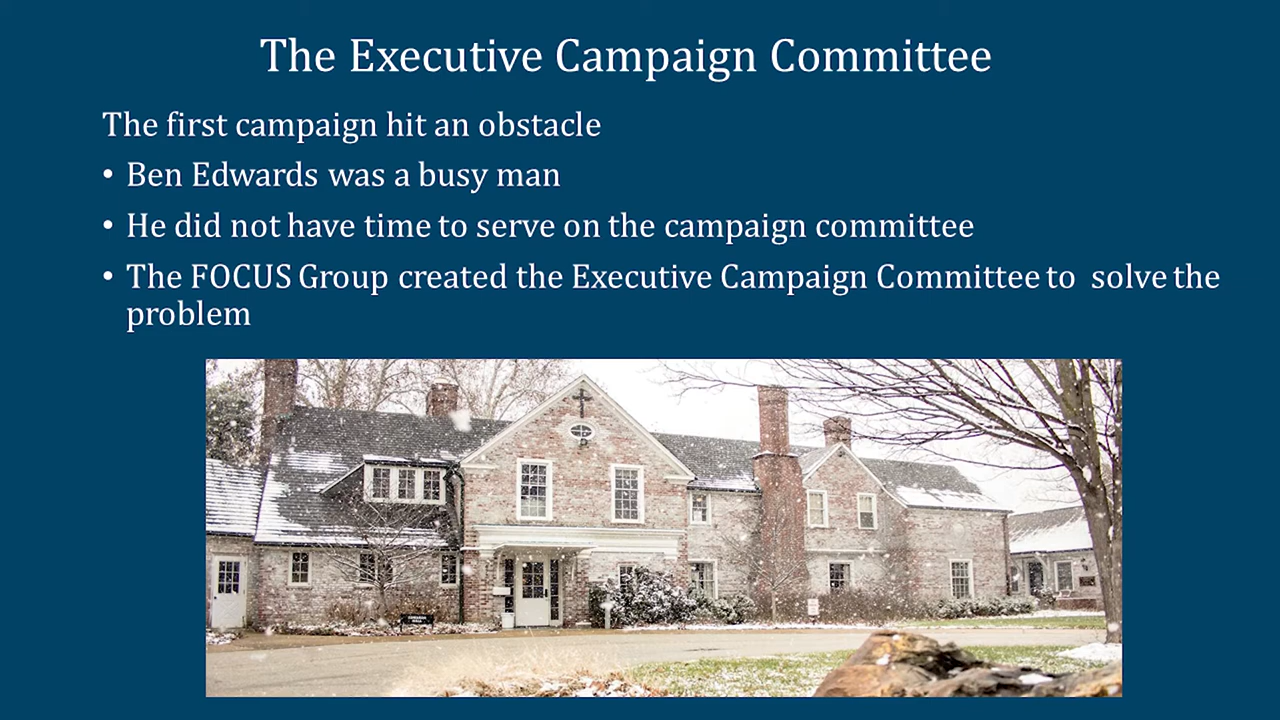 The Executive Campaign Committee
The first campaign hit an obstacle
• Ben Edwards was a busy man
• He did not have time to serve on the campaign committee
• The FOCUS Group created the Executive Campaign Committee to  solve the
problem